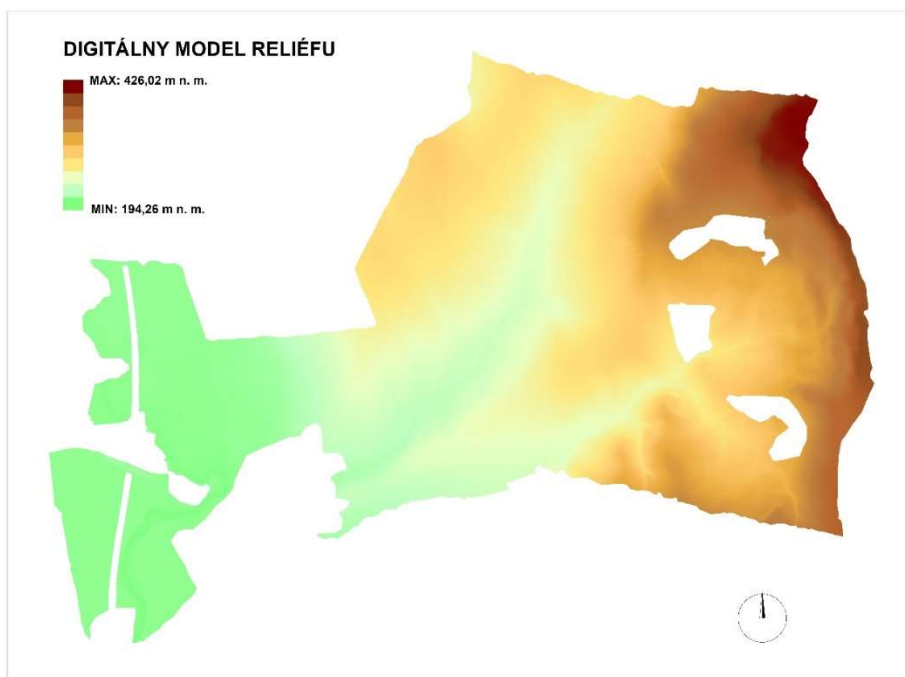 DIGITÁLNY MODEL RELIÉFU
MAX: 426,02 m n. m.
MIN: 194,26 m n. m.